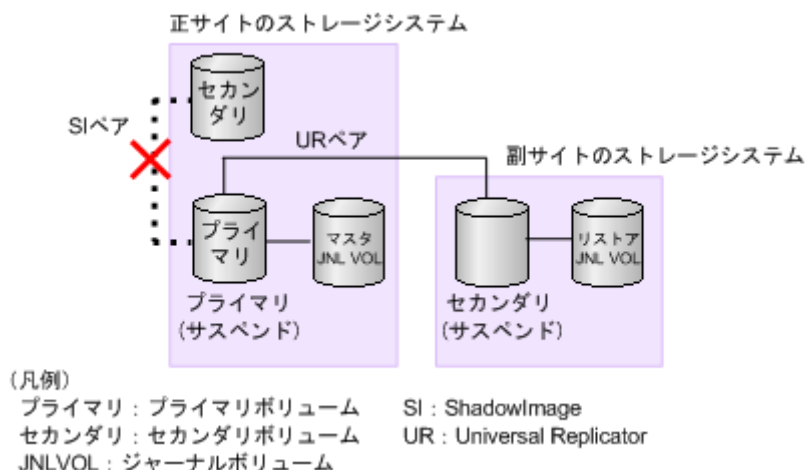 正サイトのストレージシステム
セカン
ダリ
SIペア
URペア
副サイトのストレージシステム
プライ
マリ
マスタ
JNL VOL
リストア
JNL VOL
プライマリ
(サスペンド)
セカンダリ
(サスペンド)
(凡例)
プライマリ：プライマリボリューム
SI：ShadowImage
セカンダリ：セカンダリボリューム
UR：Universal Replicator
JNLVOL：ジャーナルボリューム